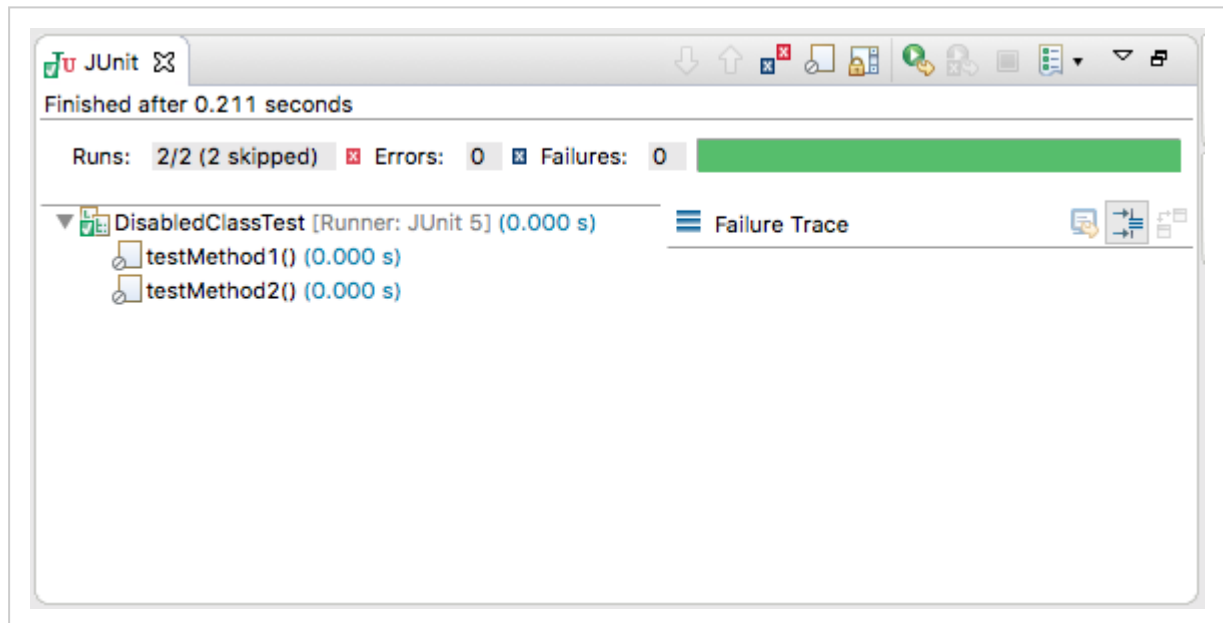 JUnit
Finished after 0.211 seconds
Runs: 2/2 (2 skipped) Errors: 0 Failures: 0
DisabledClassTest [Runner: JUnit 5] (0.000 s) Failure Trace
testMethod1() (0.000 s)
testMethod2() (0.000 s)